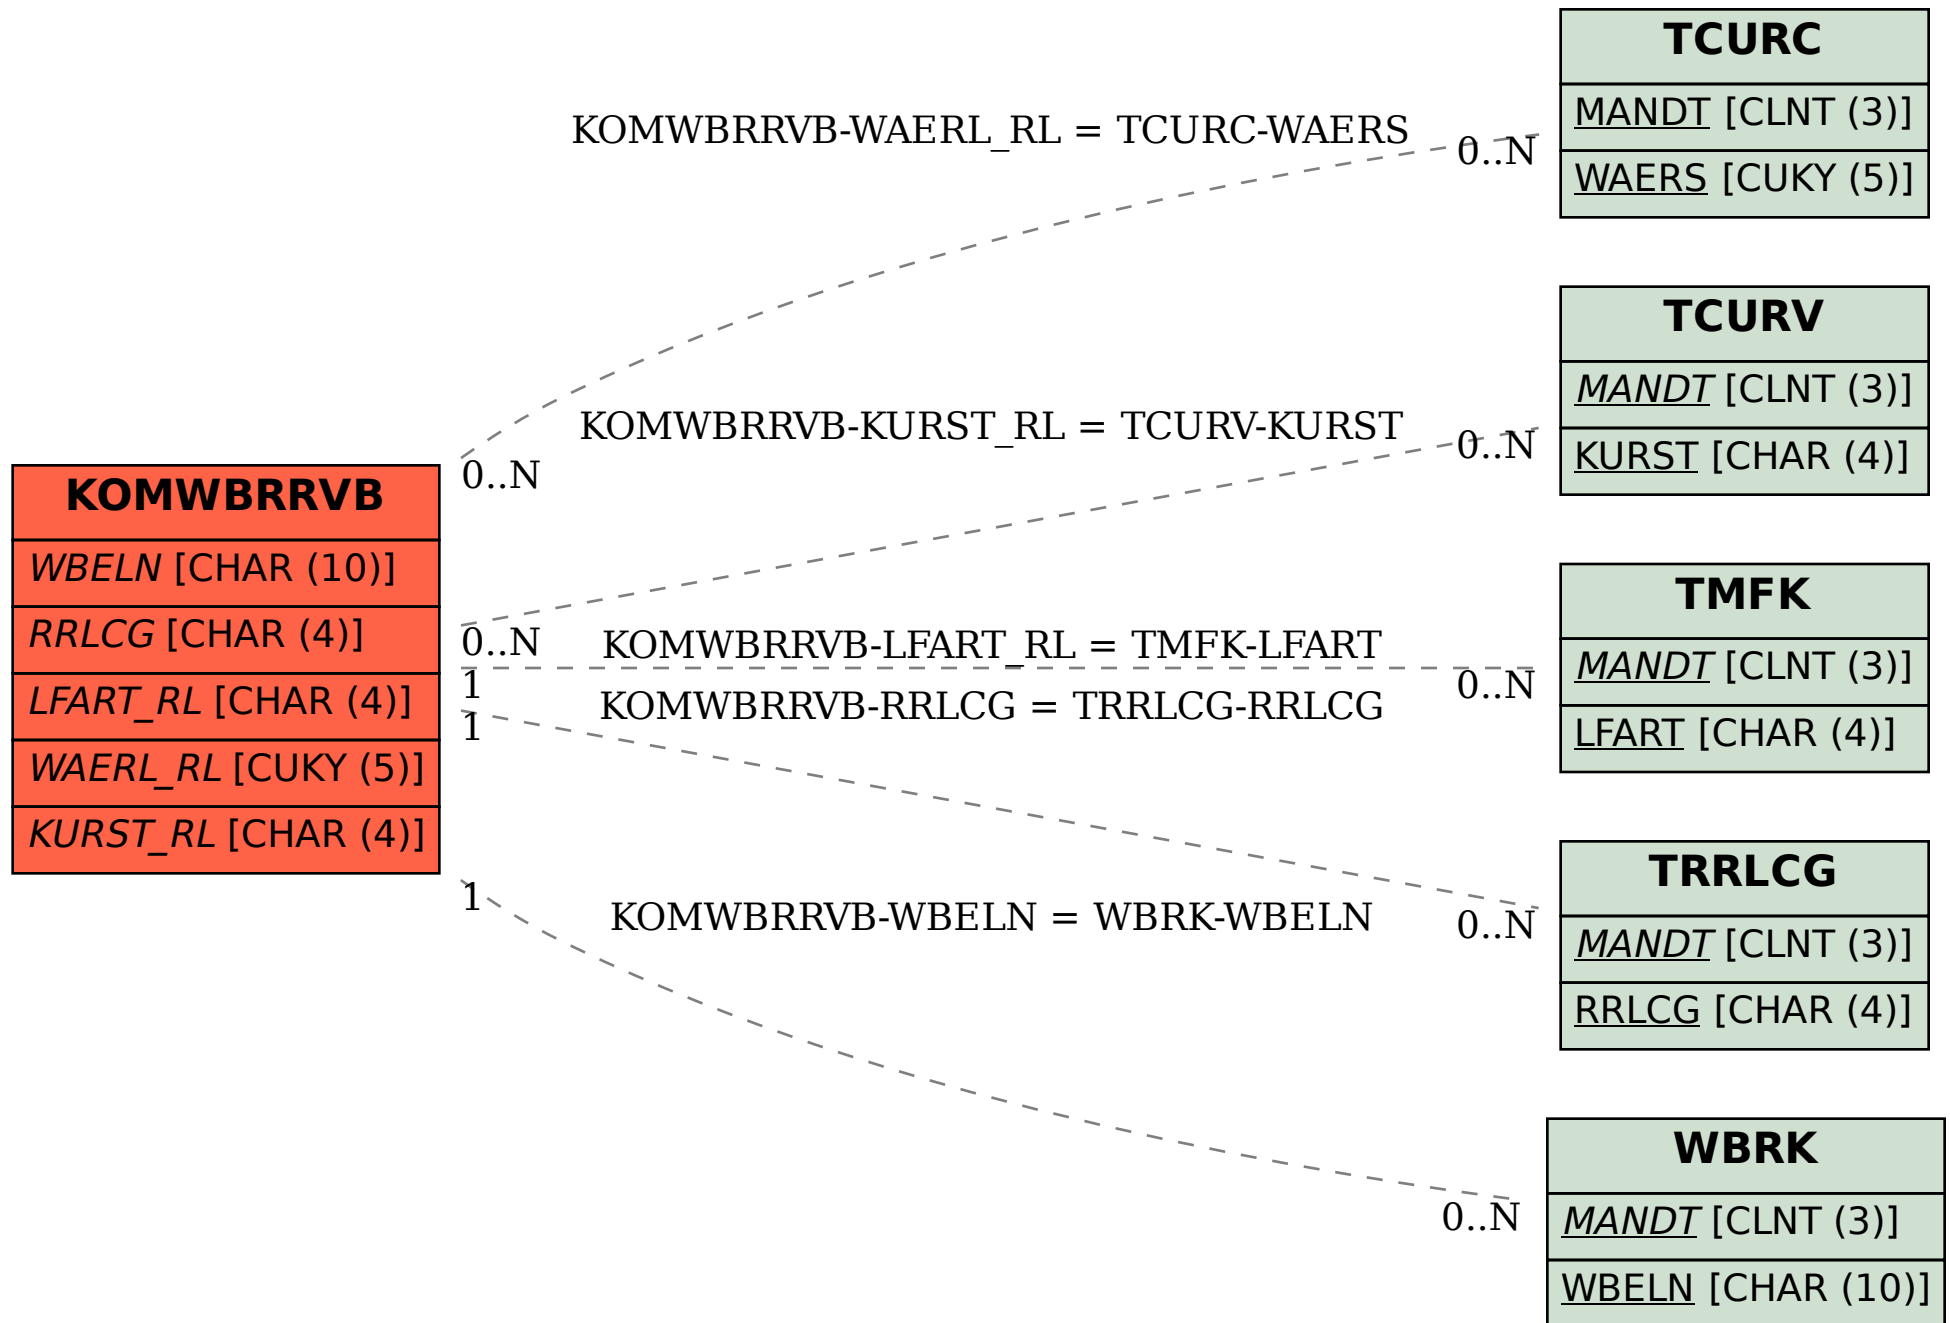 KOMWBRRVB
WBELN [CHAR (10)]
RRLCG [CHAR (4)]
LFART_RL [CHAR (4)]
WAERL_RL [CUKY (5)]
KURST_RL [CHAR (4)]
KOMWBRRVB-WAERL_RL = TCURC-WAERS
0..N
0..N
KOMWBRRVB-KURST_RL = TCURV-KURST
0..N
0..N
KOMWBRRVB-LFART_RL = TMFK-LFART
1
0..N
KOMWBRRVB-RRLCG = TRRLCG-RRLCG
1
0..N
KOMWBRRVB-WBELN = WBRK-WBELN
1
0..N
TCURC
MANDT [CLNT (3)]
WAERS [CUKY (5)]
TCURV
MANDT [CLNT (3)]
KURST [CHAR (4)]
TMFK
MANDT [CLNT (3)]
LFART [CHAR (4)]
TRRLCG
MANDT [CLNT (3)]
RRLCG [CHAR (4)]
WBRK
MANDT [CLNT (3)]
WBELN [CHAR (10)]